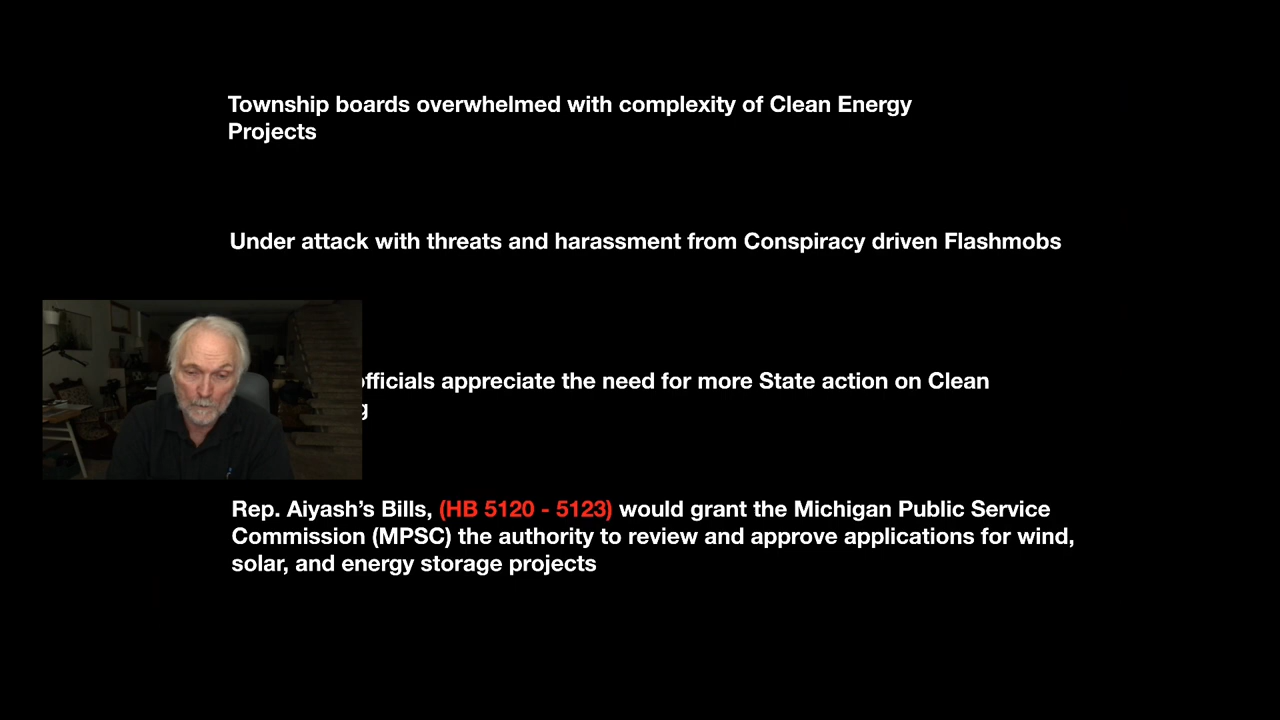 Township boards overwhelmed with complexity of Clean Energy
Projects
Under attack with threats and harassment from Conspiracy driven Flashmobs
officials appreciate the need for more State action on Clean
Rep. Aiyash’s Bills, (HB 5120 - 5123) would grant the Michigan Public Service
Commission (MPSC) the authority to review and approve applications for wind,
solar, and energy storage projects